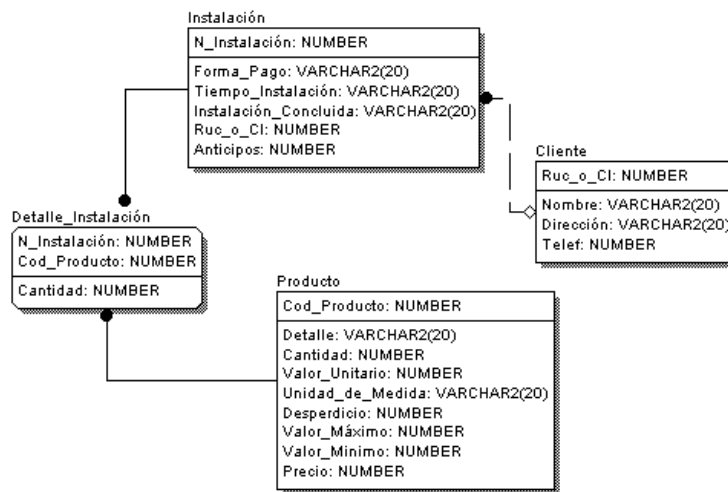 Instalación
N_Instalación: NUMBER
Forma_Pago: VARCHAR2(20)
Tiempo_Instalación: VARCHAR2(20)
Instalación_Concluida: VARCHAR2(20)
Ruc_o_CI: NUMBER
Anticipos: NUMBER
Cliente
Ruc_o_CI: NUMBER
Nombre: VARCHAR2(20)
Dirección: VARCHAR2(20)
Telef: NUMBER
Detalle_Instalación
N_Instalación: NUMBER
Cod_Producto: NUMBER
Cantidad: NUMBER
Producto
Cod_Producto: NUMBER
Detalle: VARCHAR2(20)
Cantidad: NUMBER
Valor_Unitario: NUMBER
Unidad_de_Medida: VARCHAR2(20)
Desperdicio: NUMBER
Valor_Máximo: NUMBER
Valor_Minimo: NUMBER
Precio: NUMBER